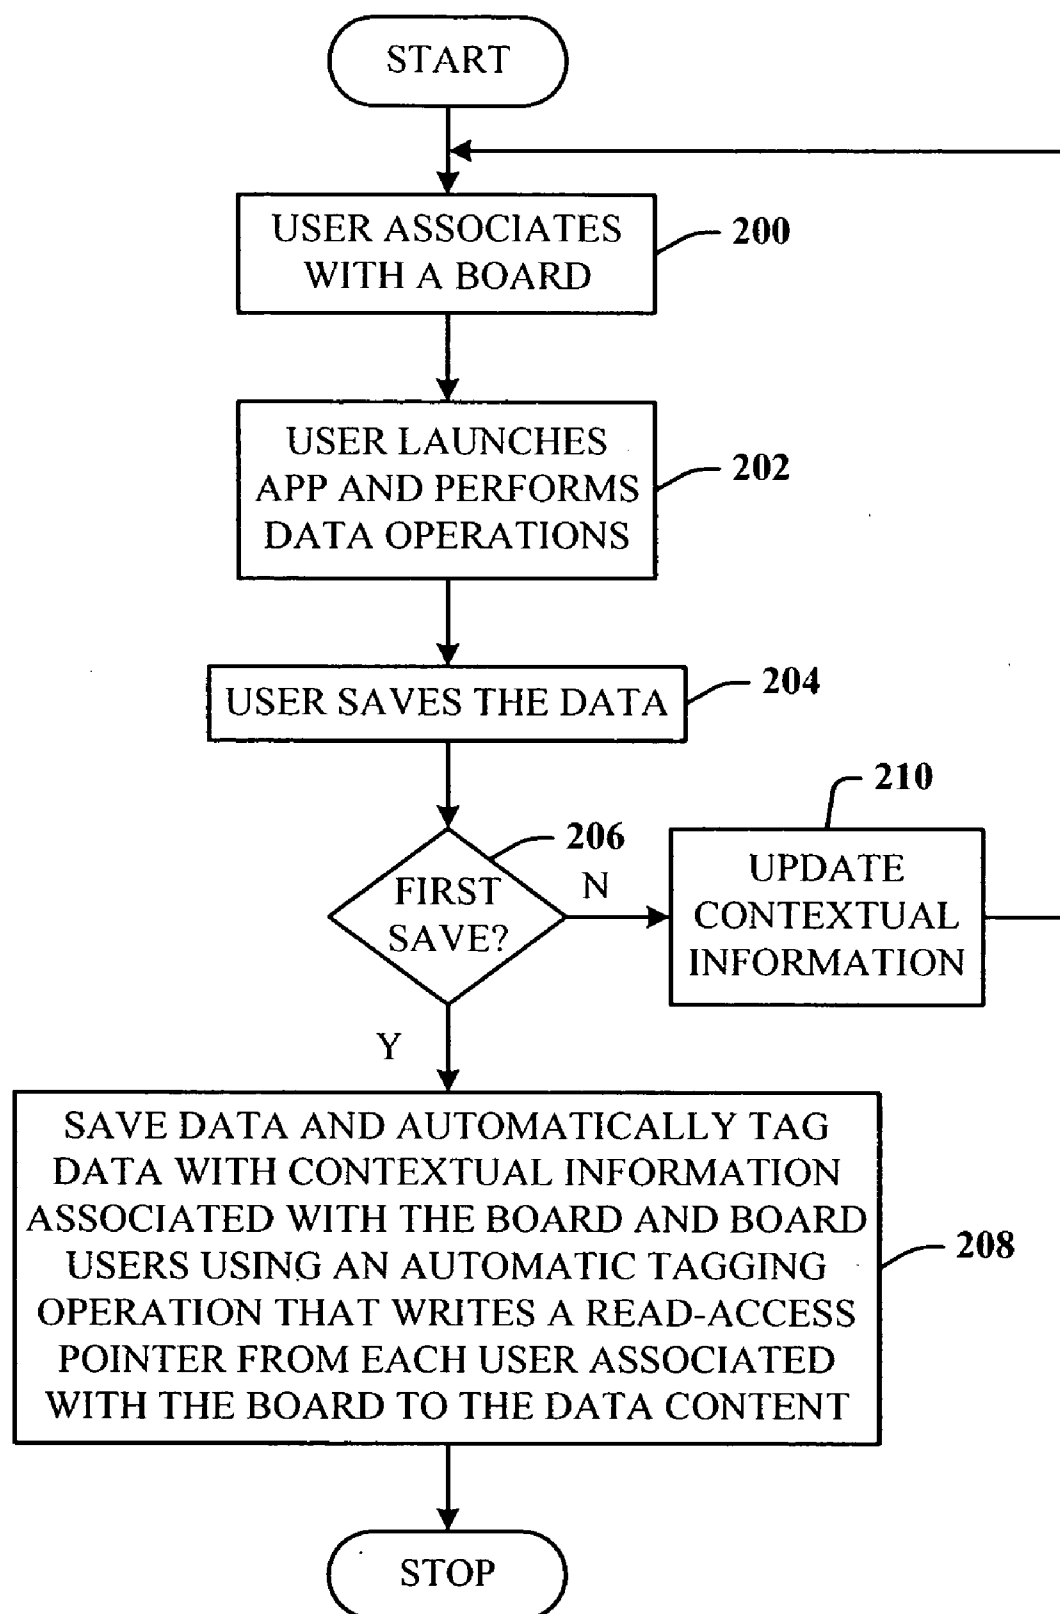 START
USER ASSOCIATES
WITH A BOARD
200
USER LAUNCHES
APP AND PERFORMS
DATA OPERATIONS
202
USER SAVES THE DATA
204
FIRST
SAVE?
206
N
UPDATE
CONTEXTUAL
INFORMATION
210
Y
SAVE DATA AND AUTOMATICALLY TAG
DATA WITH CONTEXTUAL INFORMATION
ASSOCIATED WITH THE BOARD AND BOARD
USERS USING AN AUTOMATIC TAGGING
OPERATION THAT WRITES A READ-ACCESS
POINTER FROM EACH USER ASSOCIATED
WITH THE BOARD TO THE DATA CONTENT
208
STOP